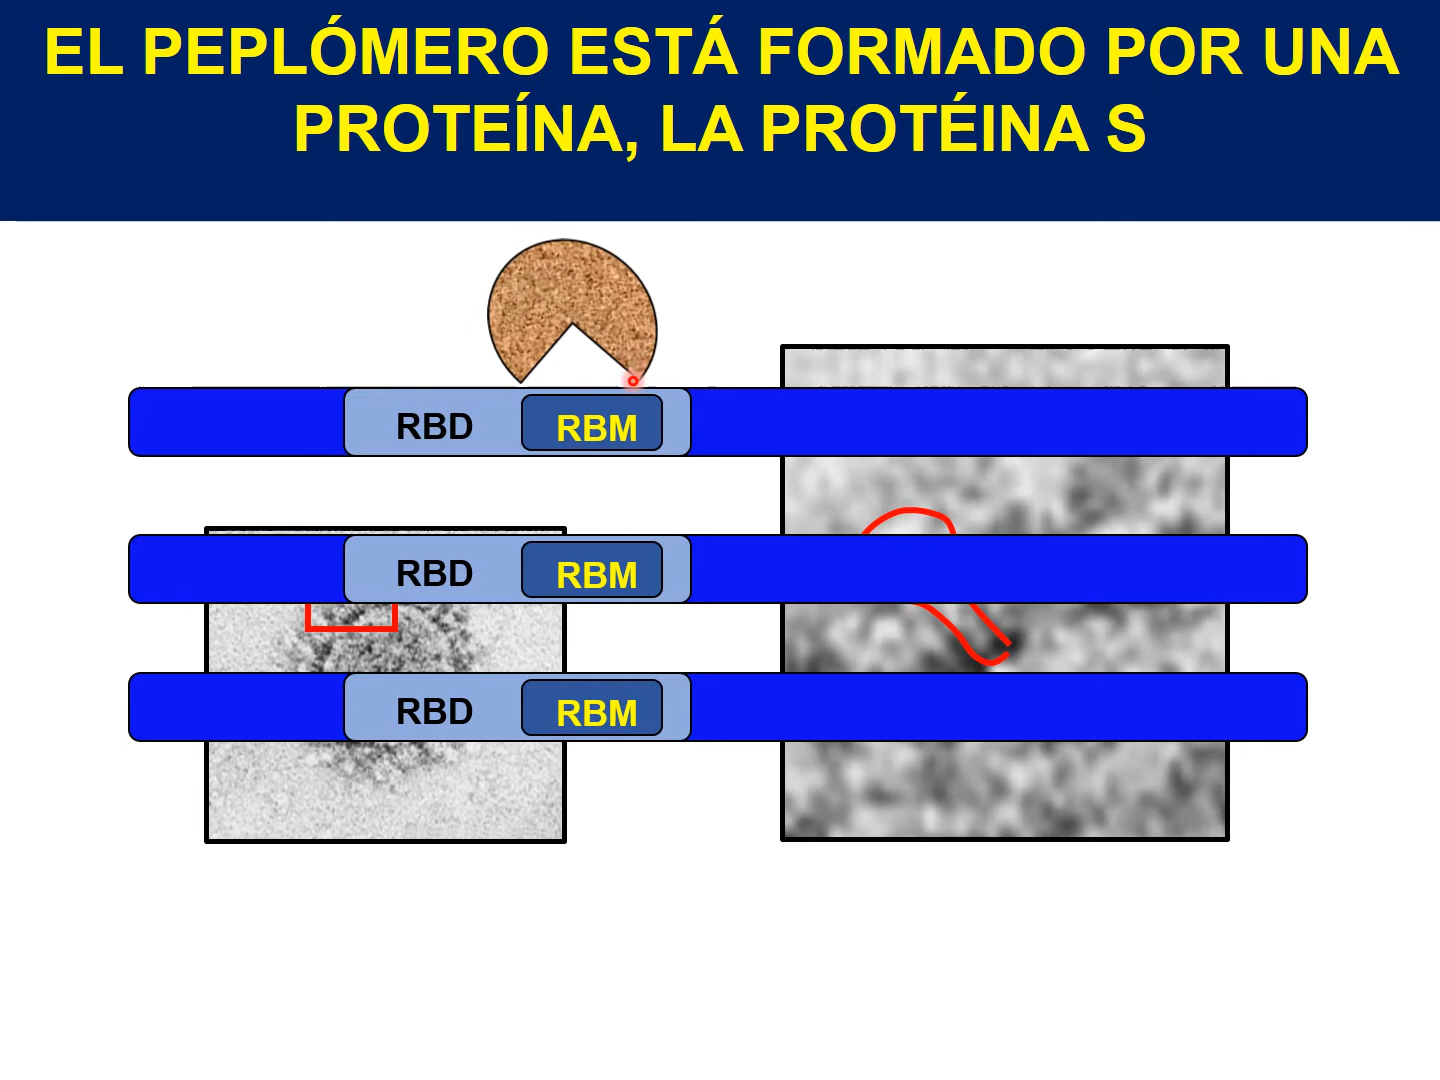 EL PEPLÓMERO ESTÁ FORMADO POR UNA
PROTEÍNA, LA PROTÉINA S
RBD RBM
RBD RBM
RBD RBM